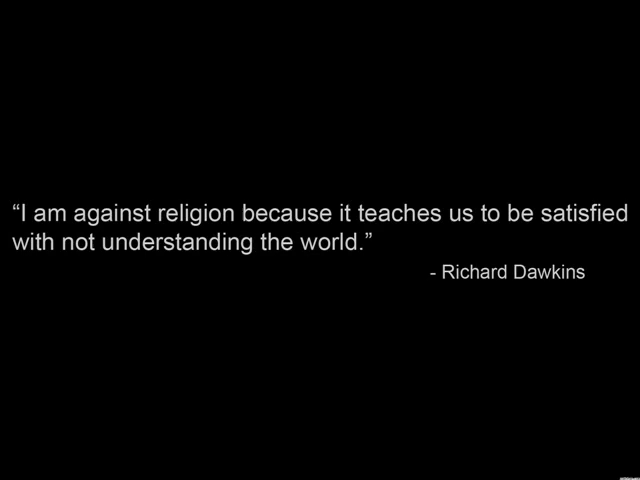 “I am against religion because it teaches us to be satisfied
with not understanding the world.”
- Richard Dawkins